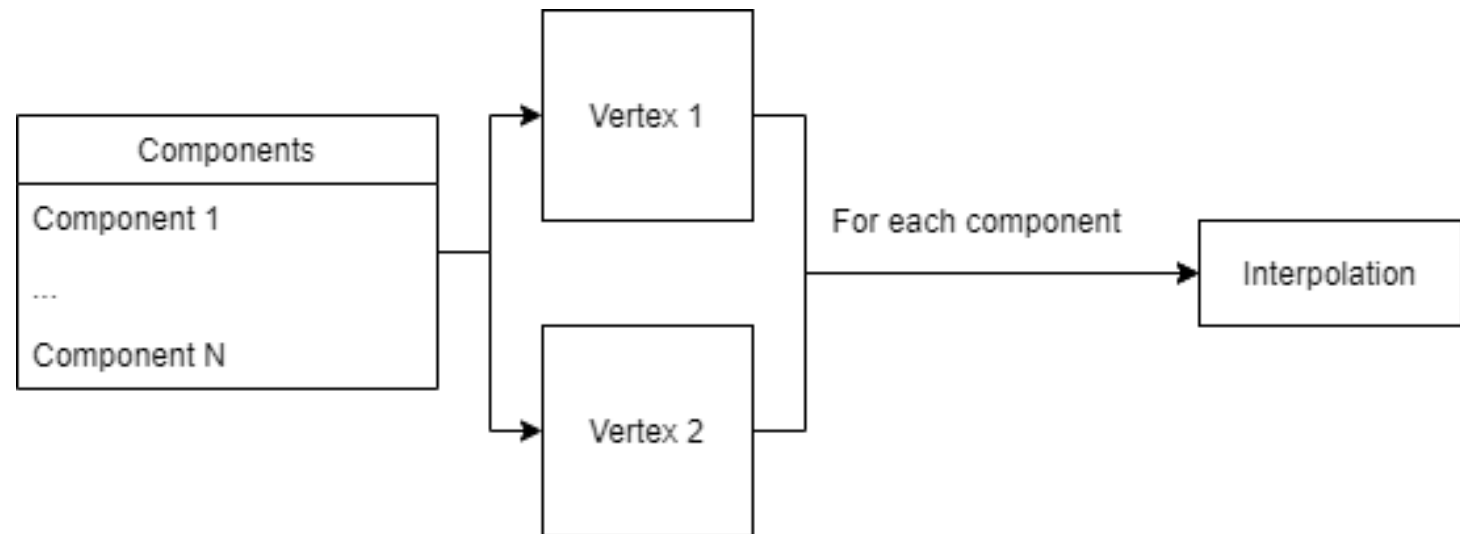 Components
Component 1
...
Component N
Vertex 1
Vertex 2
For each component
Interpolation